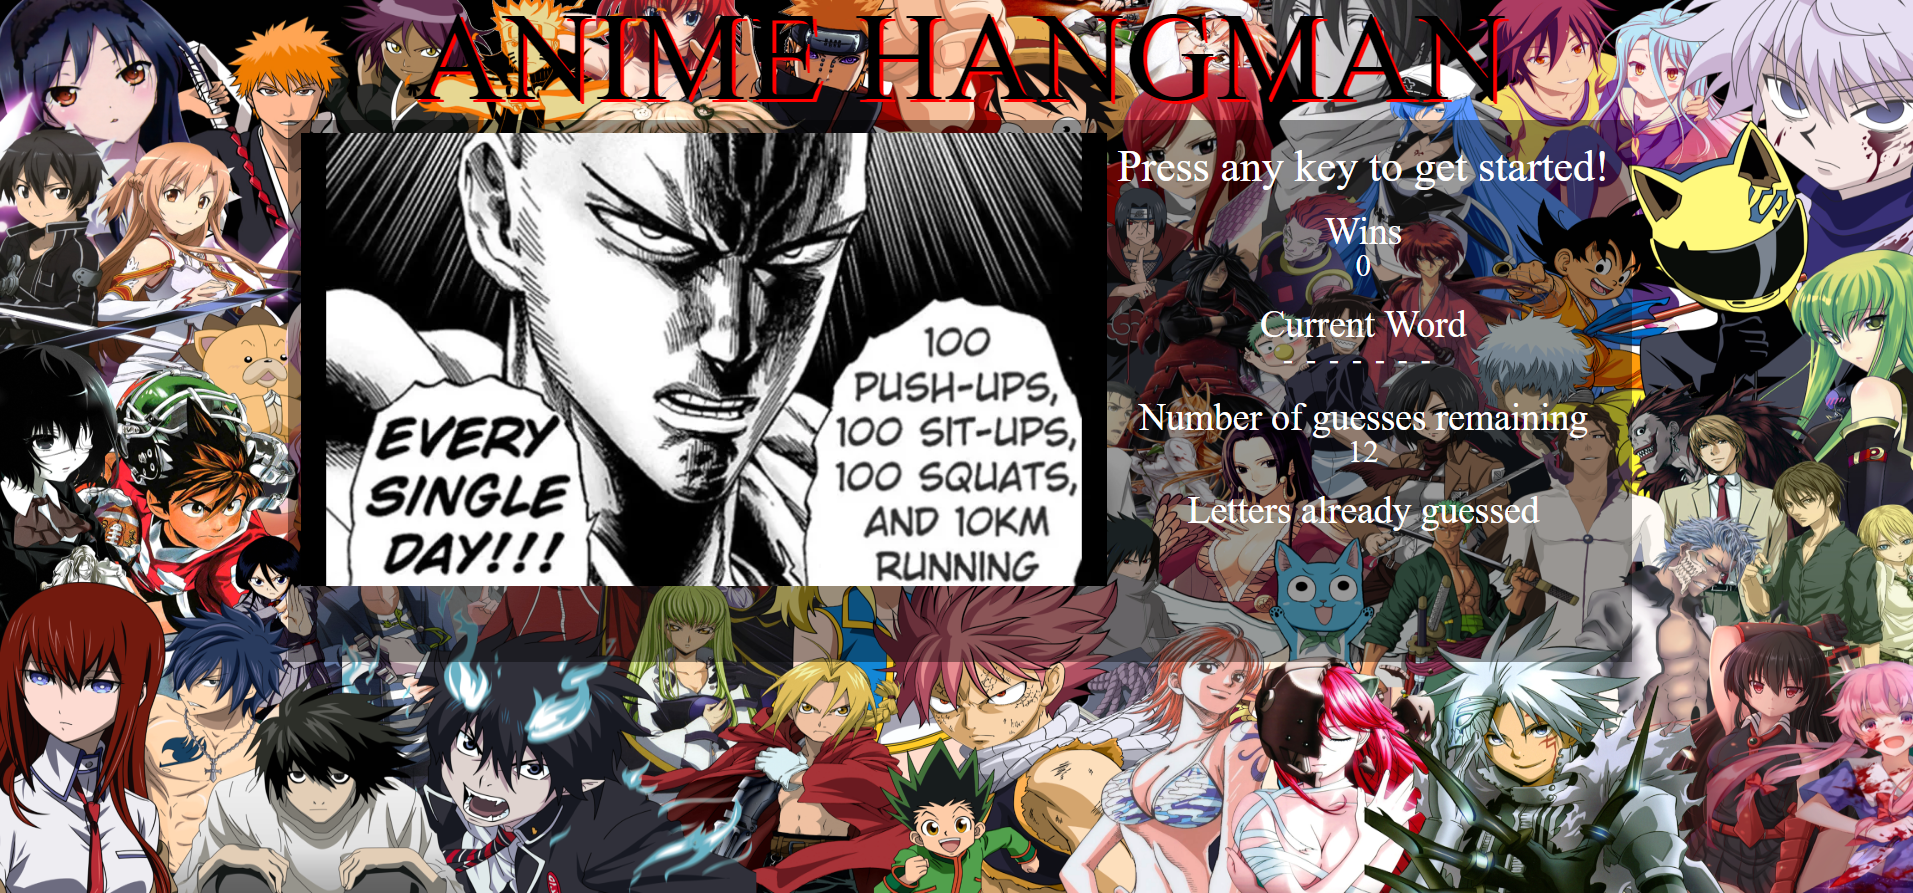 ANIME HANGMAN
Press any key to get started!
Wins
0
Current Word
- - - - - - -
Number of guesses remaining
12
Letters already guessed
100
PUSH-UPS,
100 SIT-UPS,
100 SQUATS,
AND 10KM
RUNNING
EVERY
SINGLE
DAY!!!